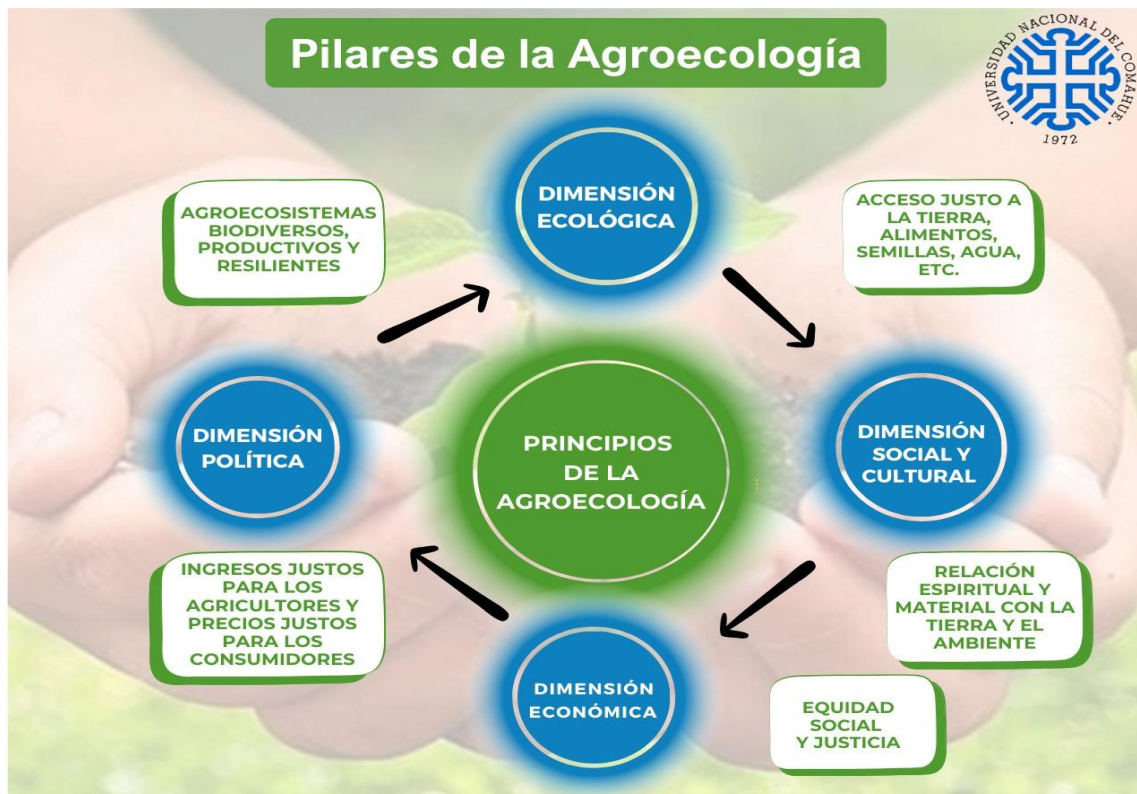 Pilares de la Agroecología
UNIVERSIDAD NACIONAL DEL COMAHUE
1972
DIMENSIÓN
ECOLÓGICA
AGROECOSISTEMAS
BIODIVERSOS,
PRODUCTIVOS Y
RESILIENTES
ACCESO JUSTO A
LA TIERRA,
ALIMENTOS,
SEMILLAS, AGUA,
ETC.
DIMENSIÓN
POLÍTICA
PRINCIPIOS
DE LA
AGROECOLOGÍA
DIMENSIÓN
SOCIAL Y
CULTURAL
INGRESOS JUSTOS
PARA LOS
AGRICULTORES Y
PRECIOS JUSTOS
PARA LOS
CONSUMIDORES
RELACIÓN
ESPIRITUAL Y
MATERIAL CON LA
TIERRA Y EL
AMBIENTE
DIMENSIÓN
ECONÓMICA
EQUIDAD
SOCIAL
Y JUSTICIA